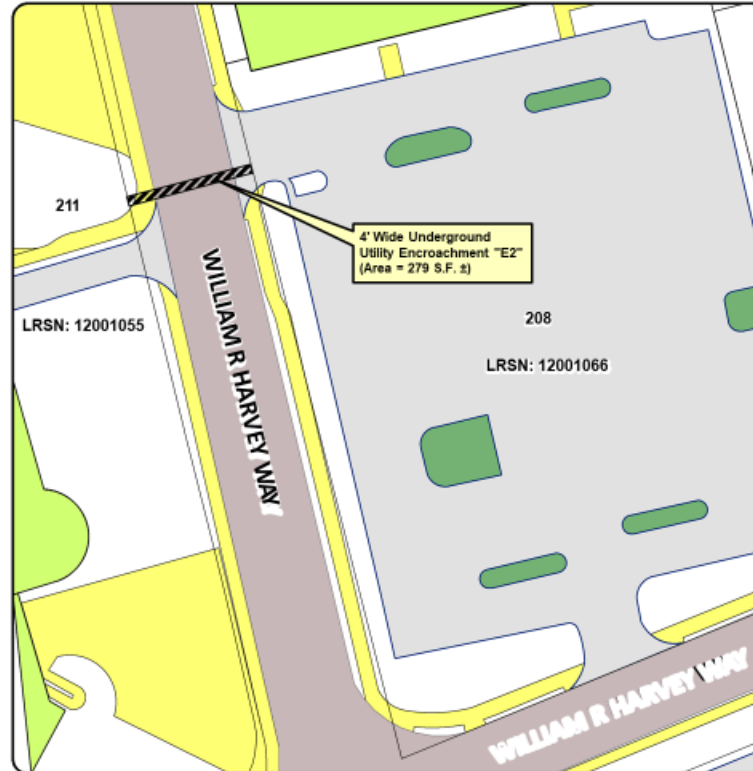 211
4' Wide Underground
Utility Encroachment "E2"
(Area = 279 S.F. ±)
WILLIAM R HARVEY WAY
208
LRSN: 12001055
LRSN: 12001066
WILLIAM R HARVEY WAY